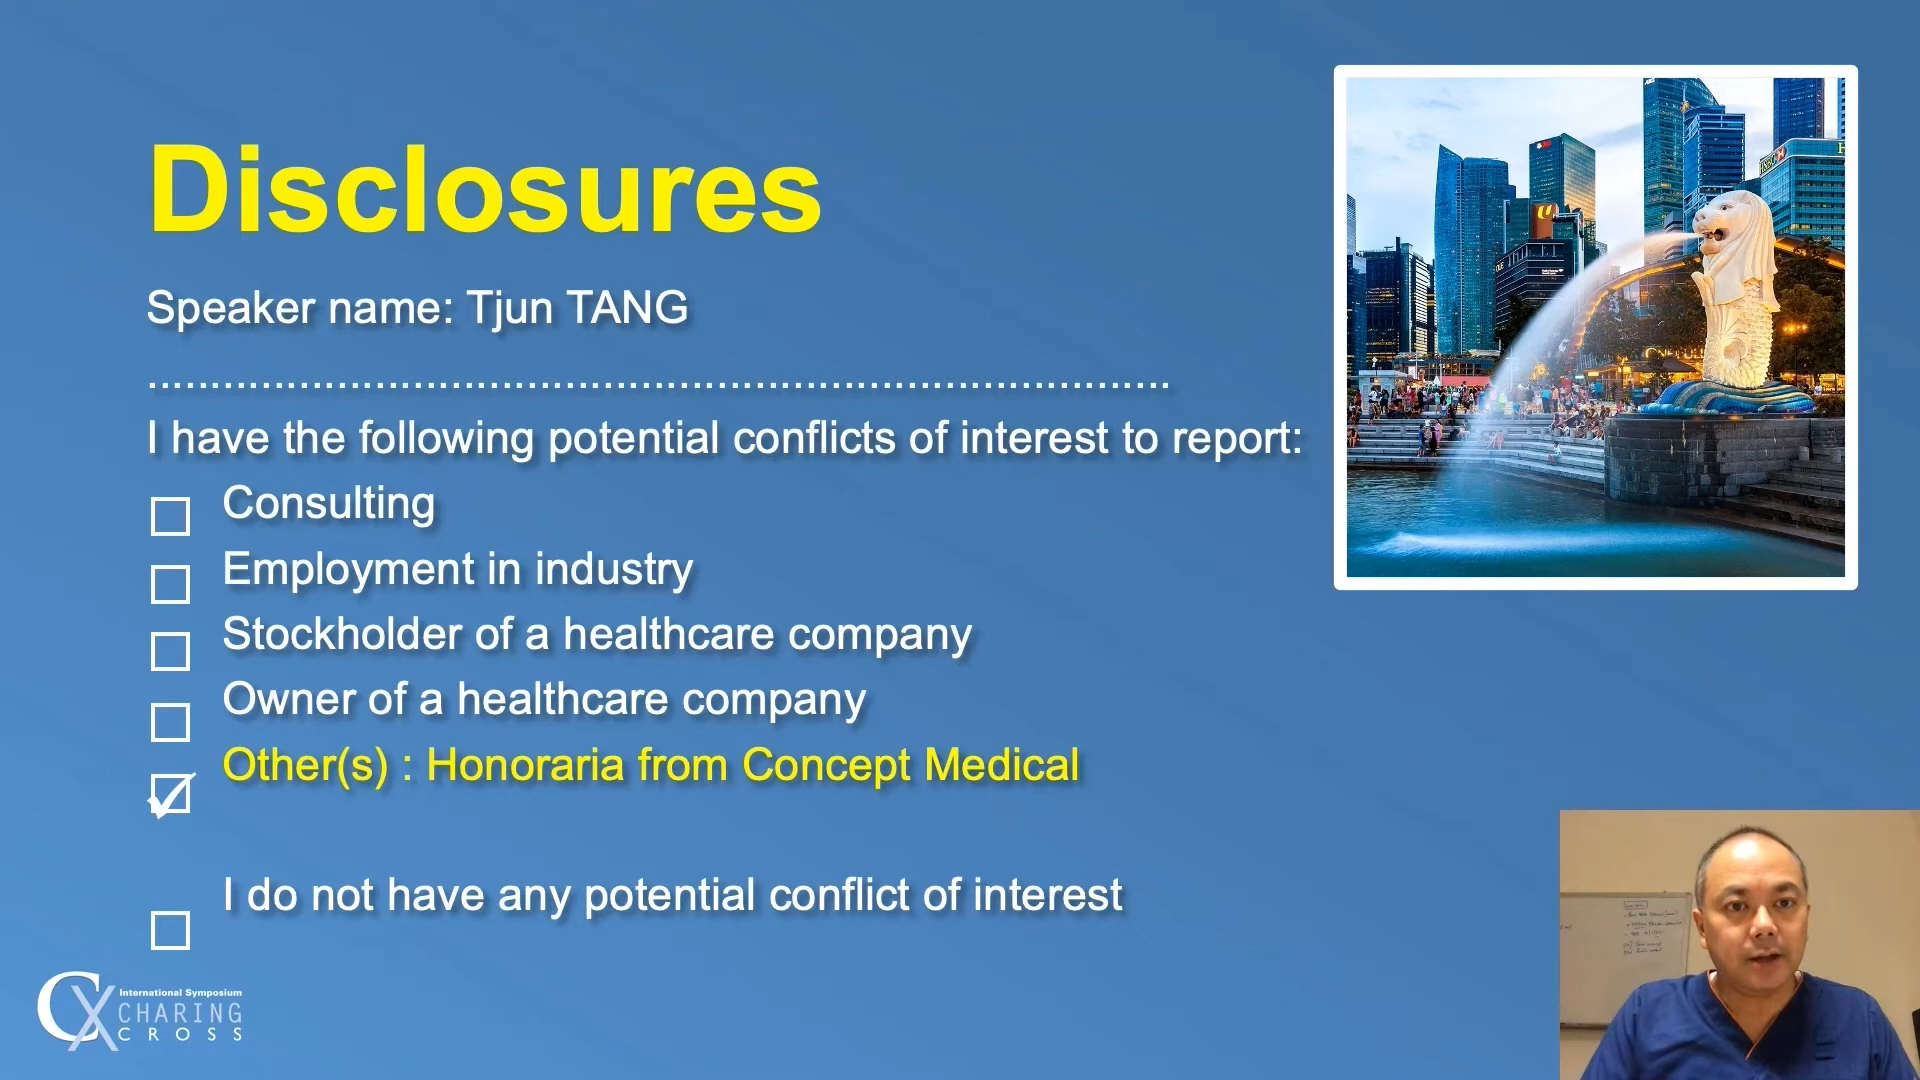 Disclosures
Speaker name: Tjun TANG
................................................................................
I have the following potential conflicts of interest to report:
Consulting
Employment in industry
Stockholder of a healthcare company
Owner of a healthcare company
Other(s) : Honoraria from Concept Medical
I do not have any potential conflict of interest
CX International Symposium
CHARING
CROSS